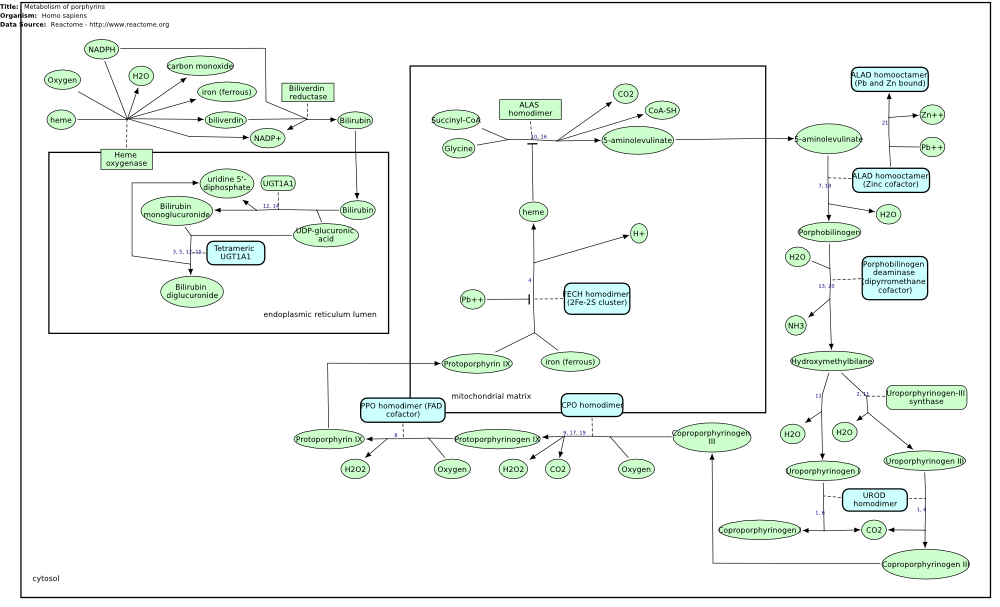 Title: Metabolism of porphyrins
Organism: Homo sapiens
Data Source: Reactome - http://www.reactome.org
NADPH
Oxygen
H2O
carbon monoxide
iron (ferrous)
heme
biliverdin
NADP+
Biliverdin
reductase
Bilirubin
Heme
oxygenase
uridine 5'-
diphosphate
UGT1A1
Bilirubin
monoglucuronide
12, 14
Bilirubin
UDP-glucuronic
acid
Tetrameric
UGT1A1
Bilirubin
diglucuronide
endoplasmic reticulum lumen
ALAS
homodimer
CO2
CoA-SH
Succinyl-CoA
Glycine
10, 16
5-aminolevulinate
heme
H+
4
Pb++
FECH homodimer
(2Fe-2S cluster)
Protoporphyrin IX
iron (ferrous)
mitochondrial matrix
PPO homodimer (FAD
cofactor)
CPO homodimer
Protoporphyrin IX
8
Protoporphyrinogen IX
9, 17, 19
Coproporphyrinogen
III
H2O2
Oxygen
H2O2
CO2
Oxygen
ALAD homooctamer
(Pb and Zn bound)
Zn++
21
Pb++
5-aminolevulinate
ALAD homooctamer
(Zinc cofactor)
7, 18
H2O
Porphobilinogen
H2O
Porphobilinogen
deaminase
(dipyrromethane
cofactor)
13, 20
NH3
Hydroxymethylbilane
11
2, 11
Uroporphyrinogen-III
synthase
H2O
H2O
Uroporphyrinogen I
Uroporphyrinogen III
UROD
homodimer
1, 6
1, 6
Coproporphyrinogen I
CO2
Coproporphyrinogen III
cytosol